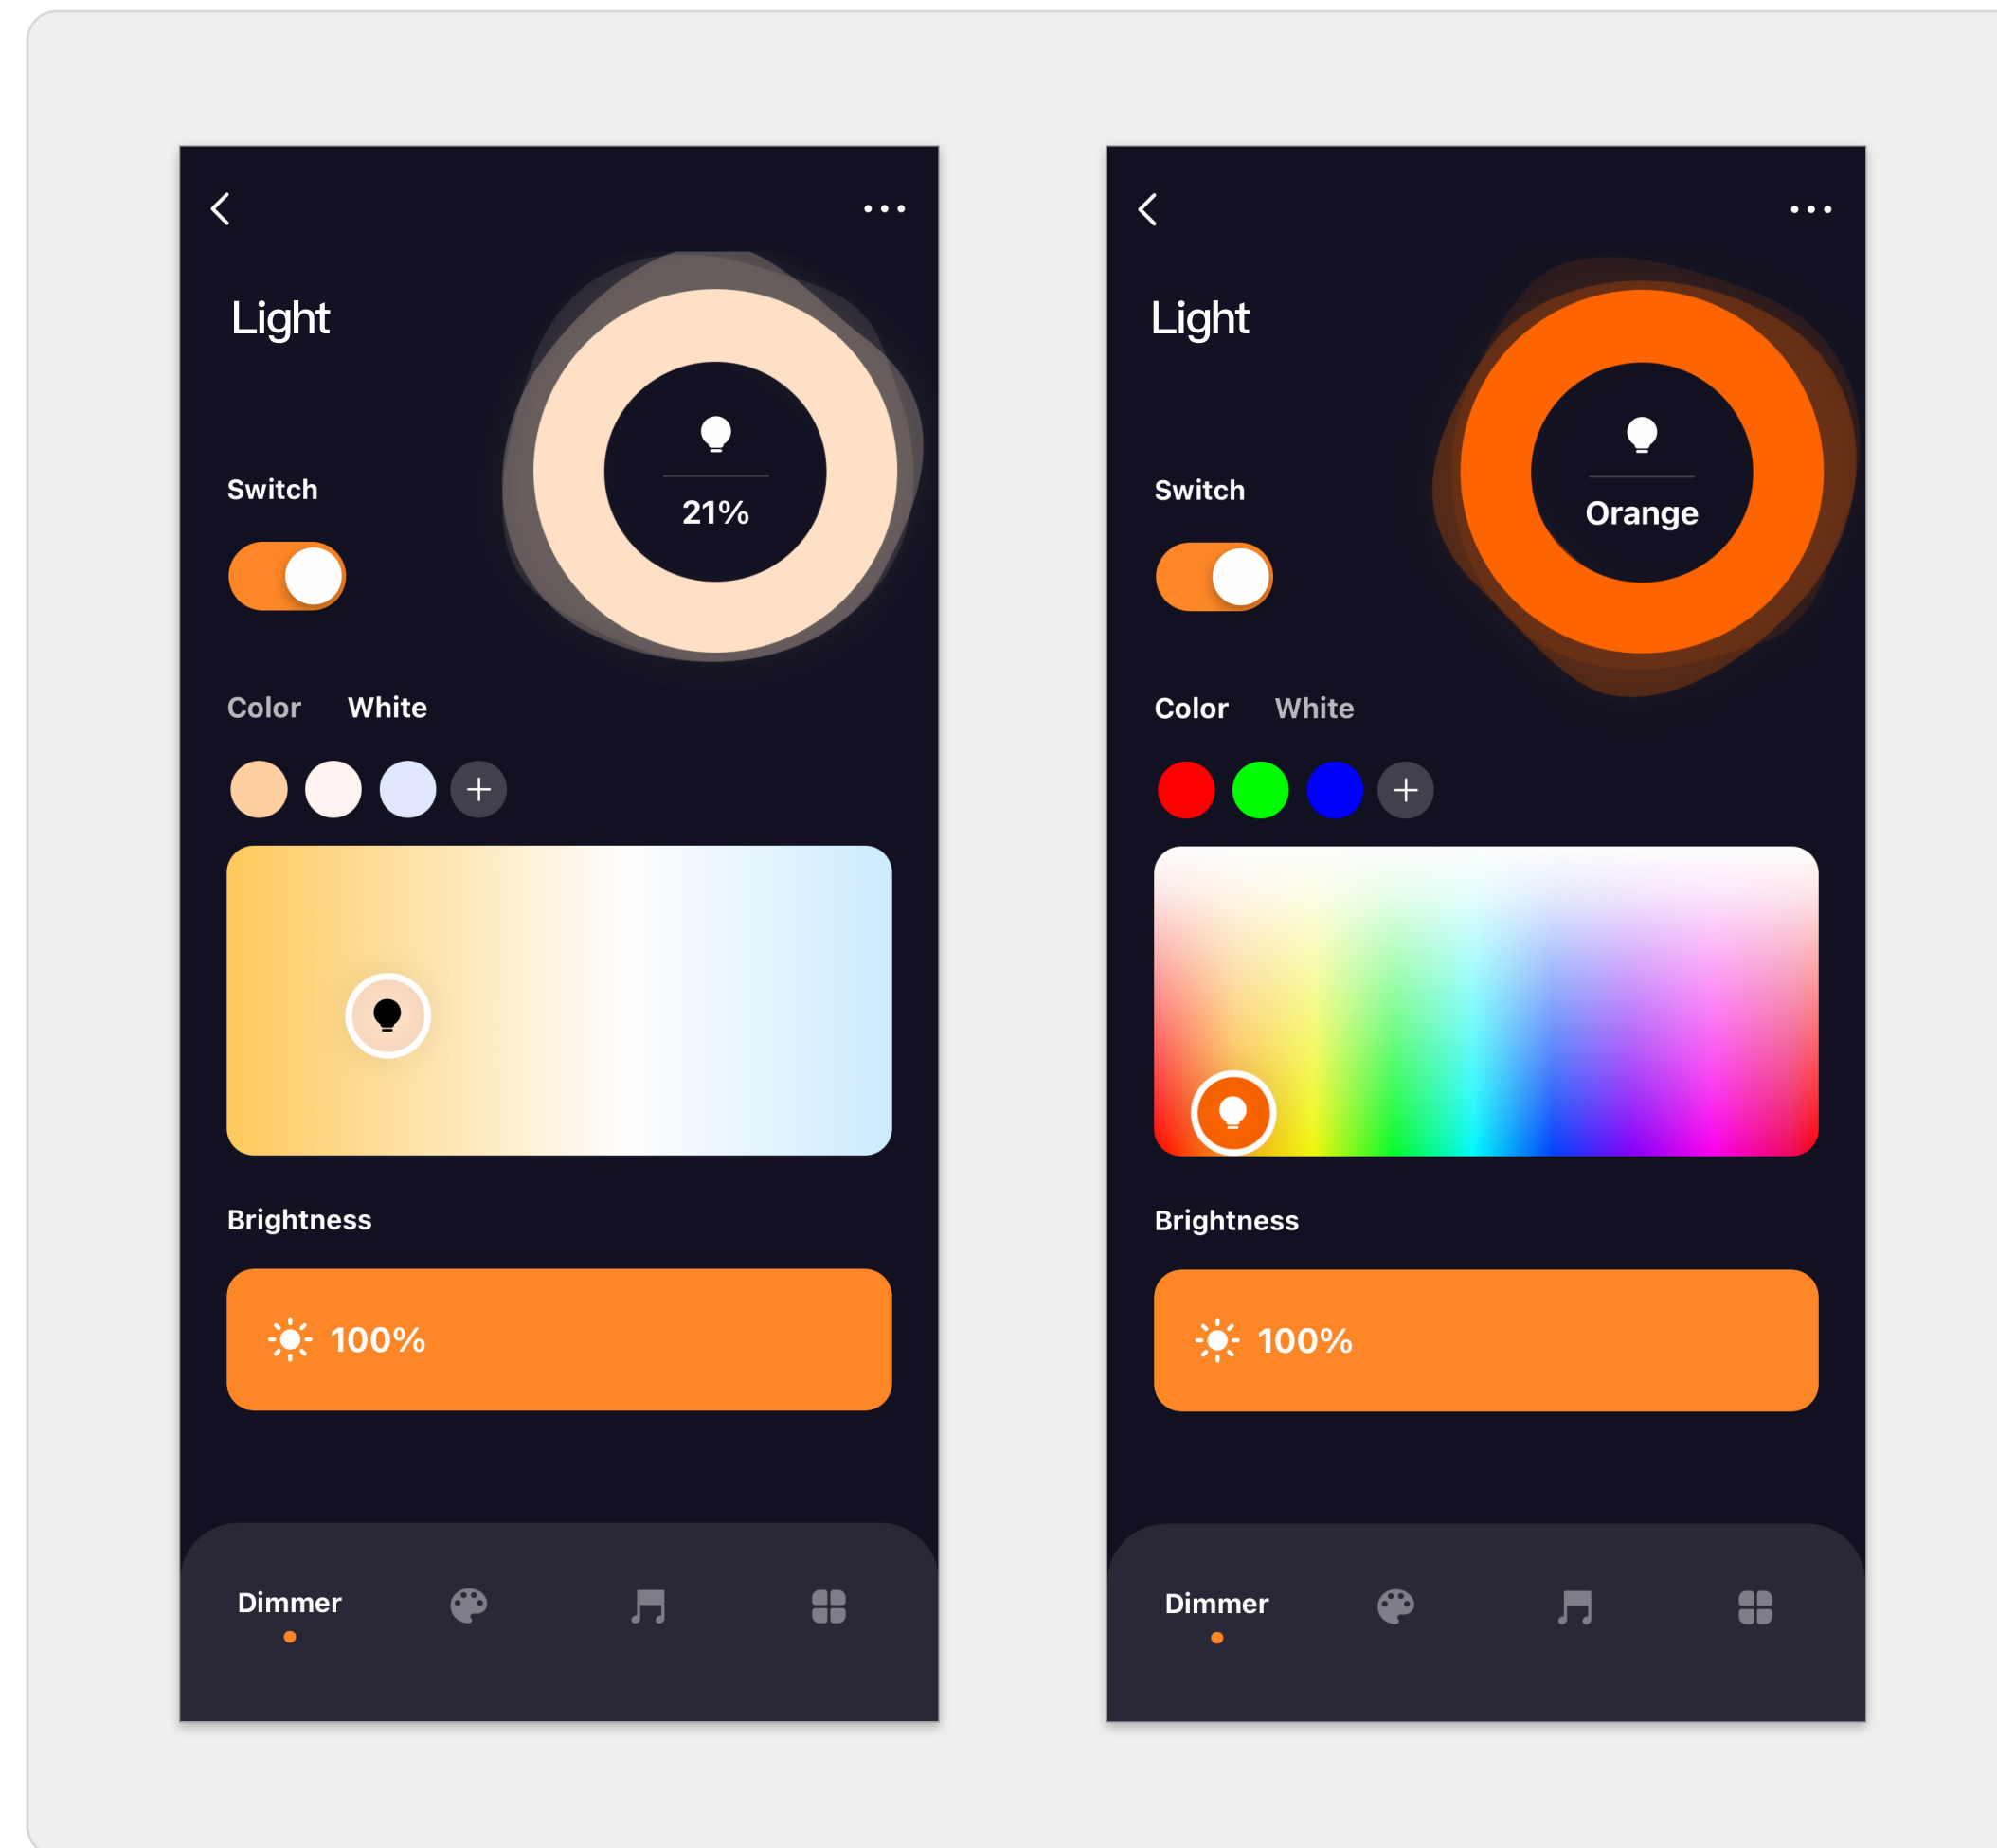 Light
Switch
21%
Color White
Brightness
100%
Dimmer
Light
Switch
Orange
Color White
Brightness
100%
Dimmer